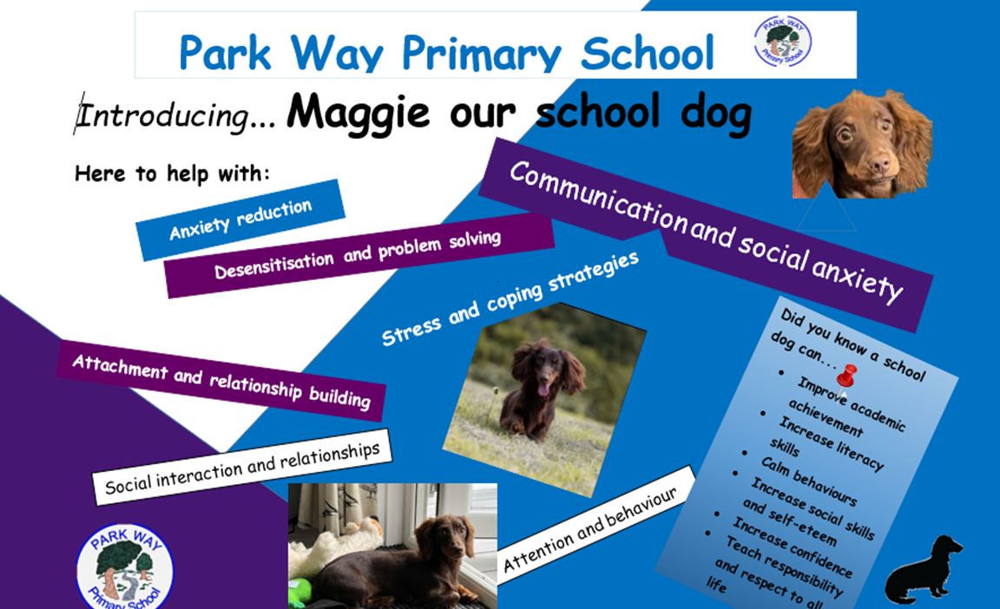 Park Way Primary School
PARK WAY
Primary School
Introducing... Maggie our school dog
Here to help with:
Anxiety reduction
Desensitisation and problem solving
Communication and social anxiety
Stress and coping strategies
Attachment and relationship building
Social interaction and relationships
Attention and behaviour
Did you know a school
dog can...
• Improve academic
achievement
• Increase literacy
skills
• Calm behaviours
• Increase social skills
and self-eteem
• Increase confidence
• Teach responsibility
and respect to all
life
PARK WAY
Primary School